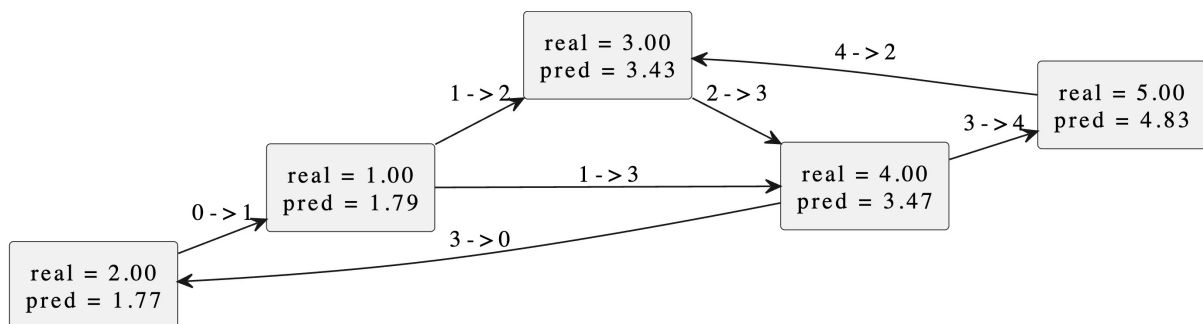 real = 3.00
pred = 3.43
4 -> 2
real = 5.00
pred = 4.83
1 -> 2
2 -> 3
3 -> 4
real = 1.00
pred = 1.79
1 -> 3
real = 4.00
pred = 3.47
0 -> 1
3 -> 0
real = 2.00
pred = 1.77